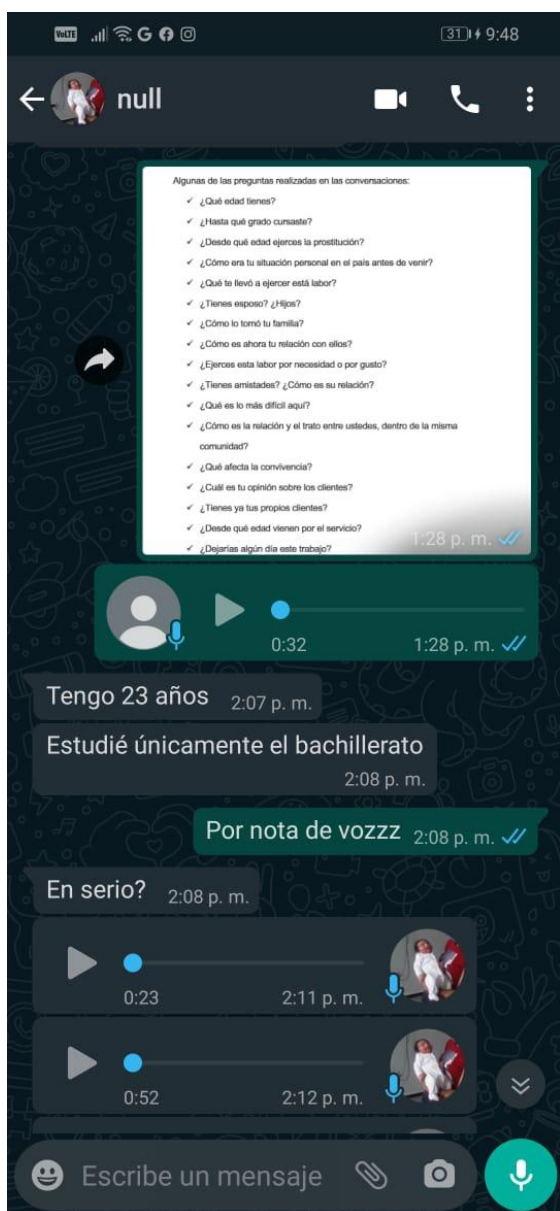 VoLTE 31 9:48
null
Algunas de las preguntas realizadas en las conversaciones:
✓ ¿Qué edad tienes?
✓ ¿Hasta qué grado cursaste?
✓ ¿Desde qué edad ejerces la prostitución?
✓ ¿Cómo era tu situación personal en el país antes de venir?
✓ ¿Qué te llevó a ejercer está labor?
✓ ¿Tienes esposo? ¿Hijos?
✓ ¿Cómo lo tomó tu familia?
✓ ¿Cómo es ahora tu relación con ellos?
✓ ¿Ejerces esta labor por necesidad o por gusto?
✓ ¿Tienes amistades? ¿Cómo es su relación?
✓ ¿Qué es lo más difícil aquí?
✓ ¿Cómo es la relación y el trato entre ustedes, dentro de la misma
comunidad?
✓ ¿Qué afecta la convivencia?
✓ ¿Cuál es tu opinión sobre los clientes?
✓ ¿Tienes ya tus propios clientes?
✓ ¿Desde qué edad vienen por el servicio?
✓ ¿Dejarías algún día este trabajo?
1:28 p. m.
0:32 1:28 p. m.
Tengo 23 años 2:07 p. m.
Estudié únicamente el bachillerato
2:08 p. m.
Por nota de vozzz 2:08 p. m.
En serio? 2:08 p. m.
0:23 2:11 p. m.
0:52 2:12 p. m.
Escribe un mensaje